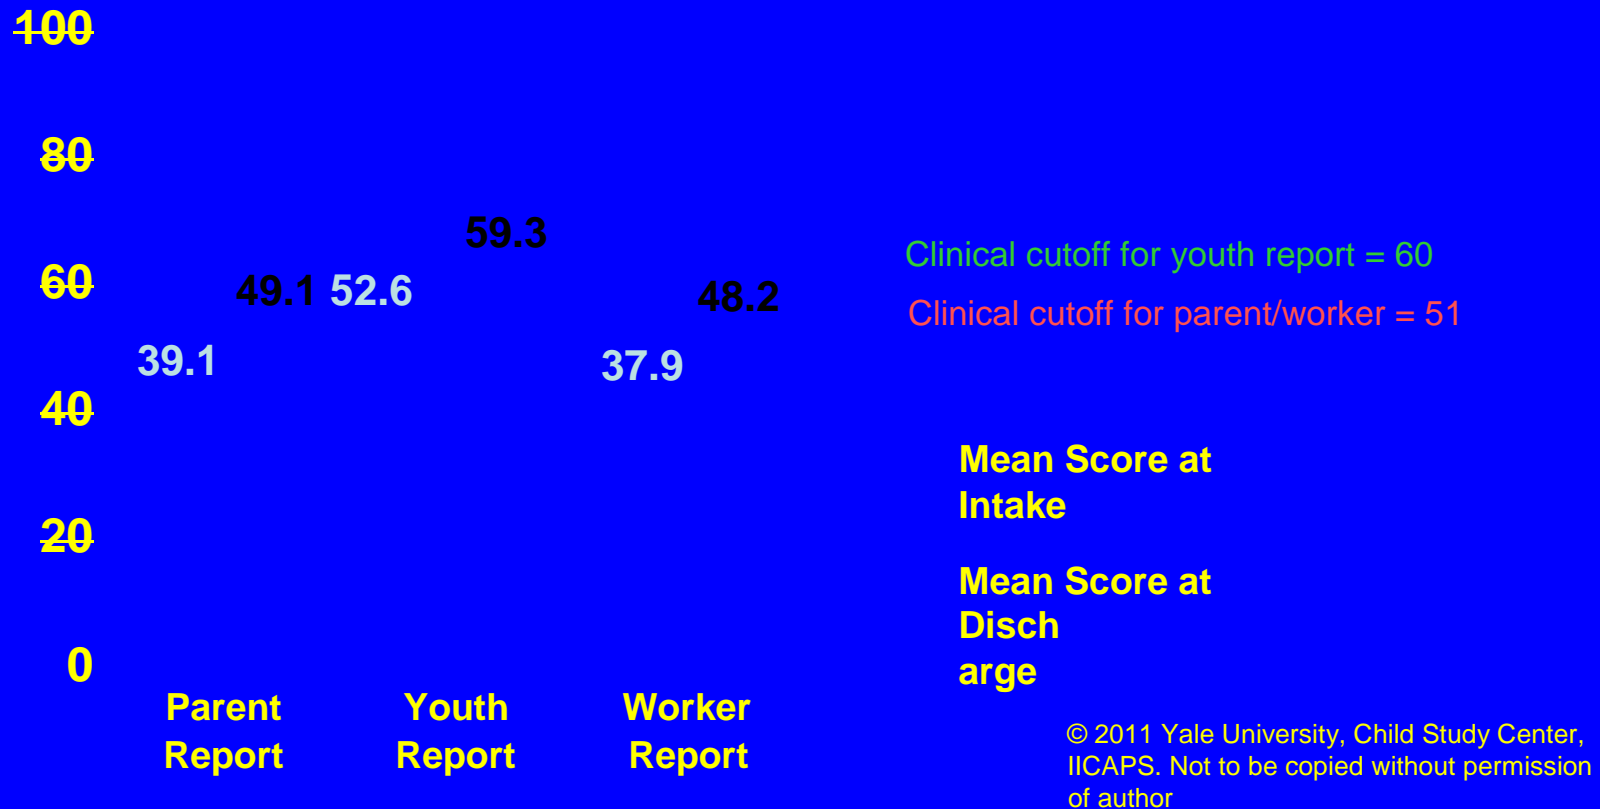 100
80
60
40
20
0
59.3
49.1 52.6
48.2
39.1
37.9
Parent
Report
Youth
Report
Worker
Report
Clinical cutoff for youth report = 60
Clinical cutoff for parent/worker = 51
Mean Score at
Intake
Mean Score at
Disch
arge
© 2011 Yale University, Child Study Center,
IICAPS. Not to be copied without permission
of author